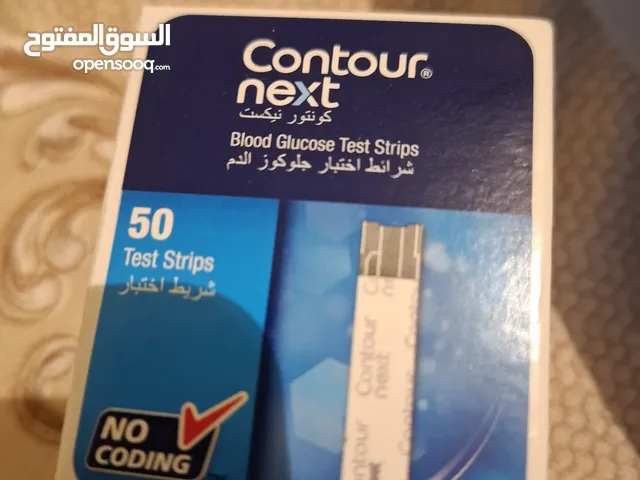 السوق المفتوح
opensooq.com
Contour®
next
كونتور نيكست
Blood Glucose Test Strips
شرائط اختبار جلوكوز الدم
50
Test Strips
شريط اختبار
NO
CODING
Contour
next
Contour